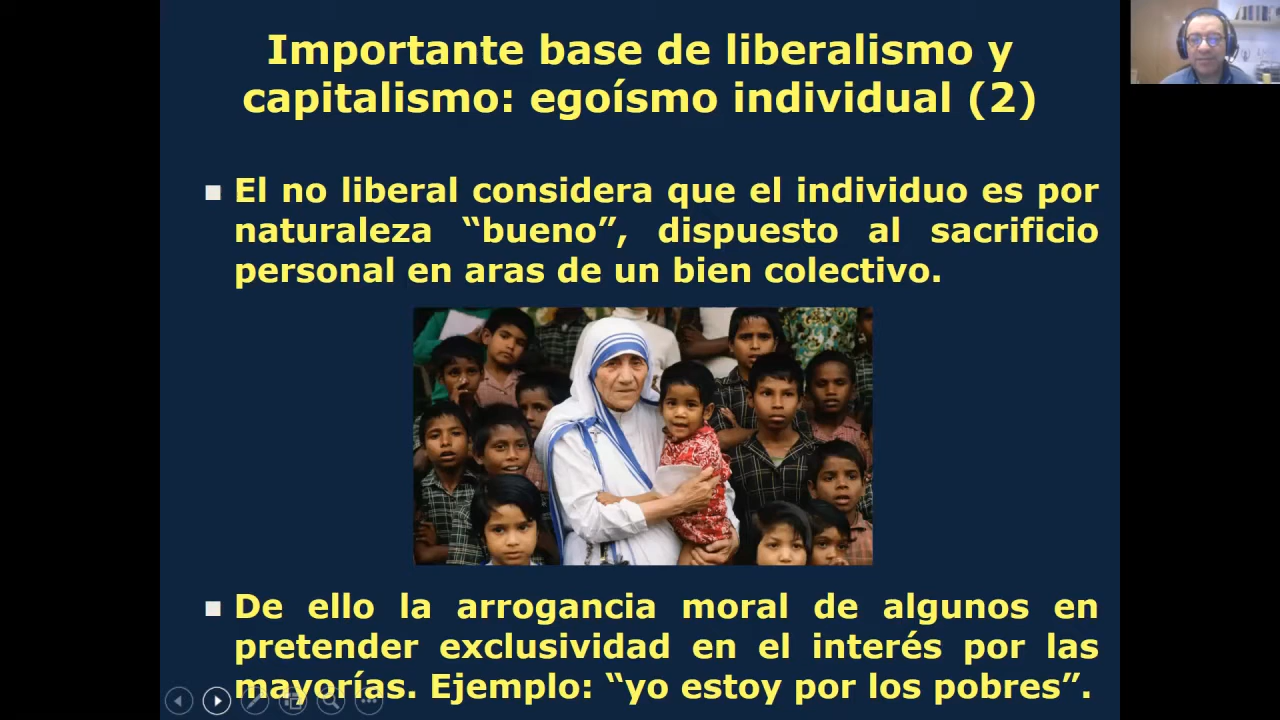 Importante base de liberalismo y
capitalismo: egoísmo individual (2)
El no liberal considera que el individuo es por
naturaleza “bueno”, dispuesto al sacrificio
personal en aras de un bien colectivo.
De ello la arrogancia moral de algunos en
pretender exclusividad en el interés por las
mayorías. Ejemplo: “yo estoy por los pobres”.